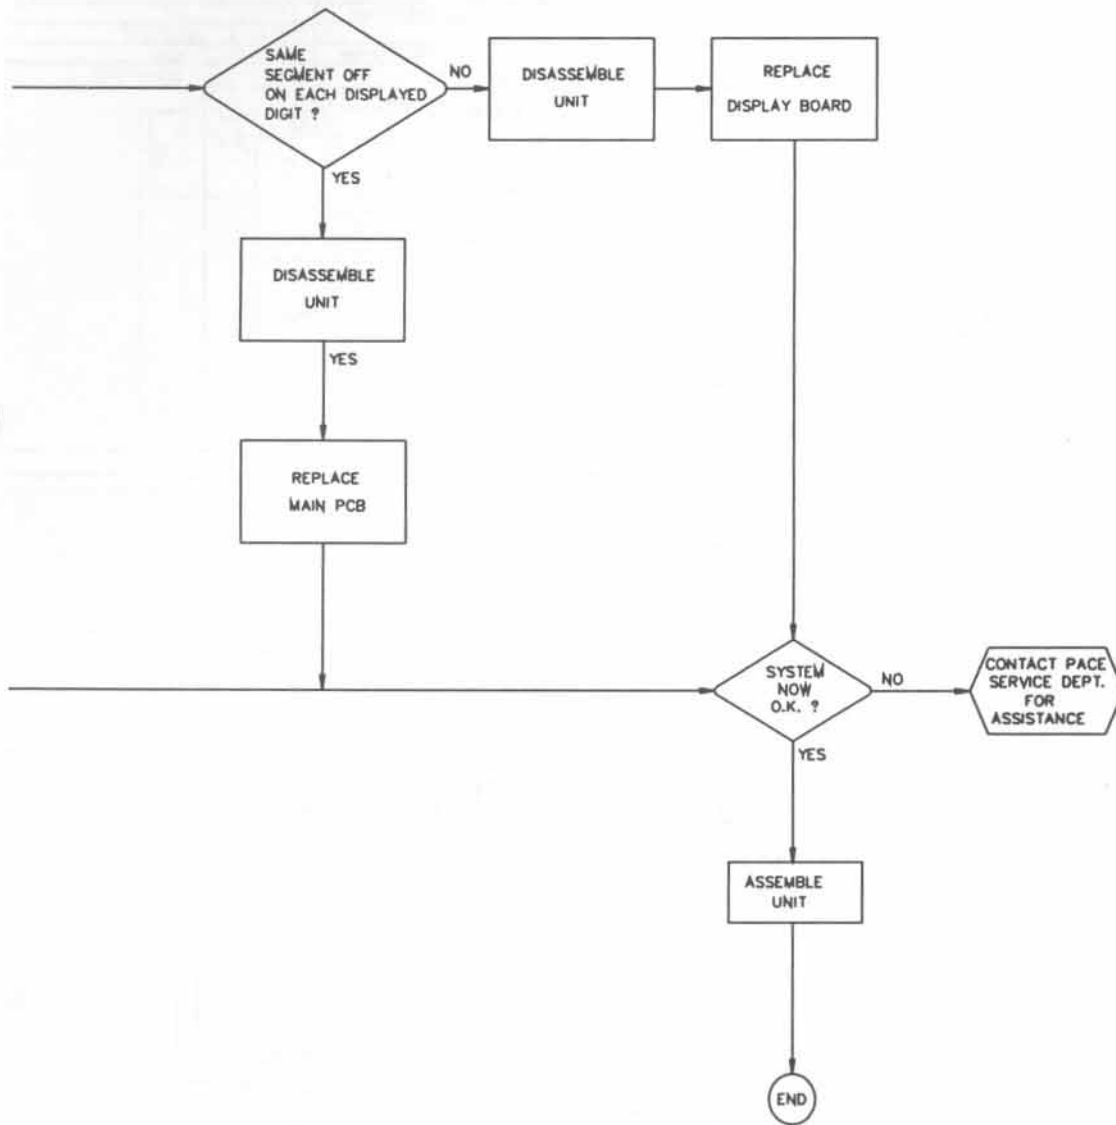 SAME
SEGMENT OFF
ON EACH DISPLAYED
DIGIT ?
NO
DISASSEMBLE
UNIT
REPLACE
DISPLAY BOARD
YES
DISASSEMBLE
UNIT
YES
REPLACE
MAIN PCB
SYSTEM
NOW
O.K. ?
NO
CONTACT PACE
SERVICE DEPT.
FOR
ASSISTANCE
YES
ASSEMBLE
UNIT
END